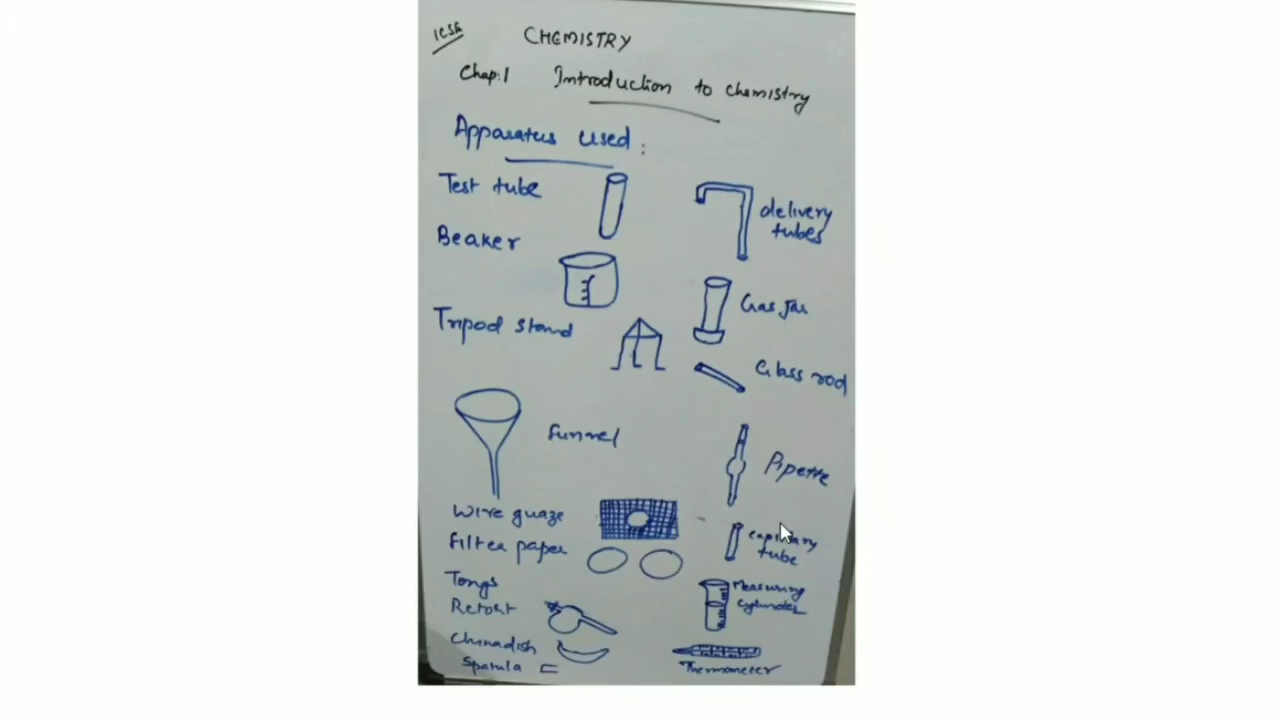 ICSE
CHEMISTRY
Chap:1 Introduction to Chemistry
Apparatus used :
Test tube
Beaker
Tripod stand
funnel
Wire guaze
Filter paper
Tongs
Retort
Chinadish
Spatula
delivery
tubes
Gas Jar
Glass rod
Pipette
Capillary
tube
Measuring
Cylinder
Thermometer